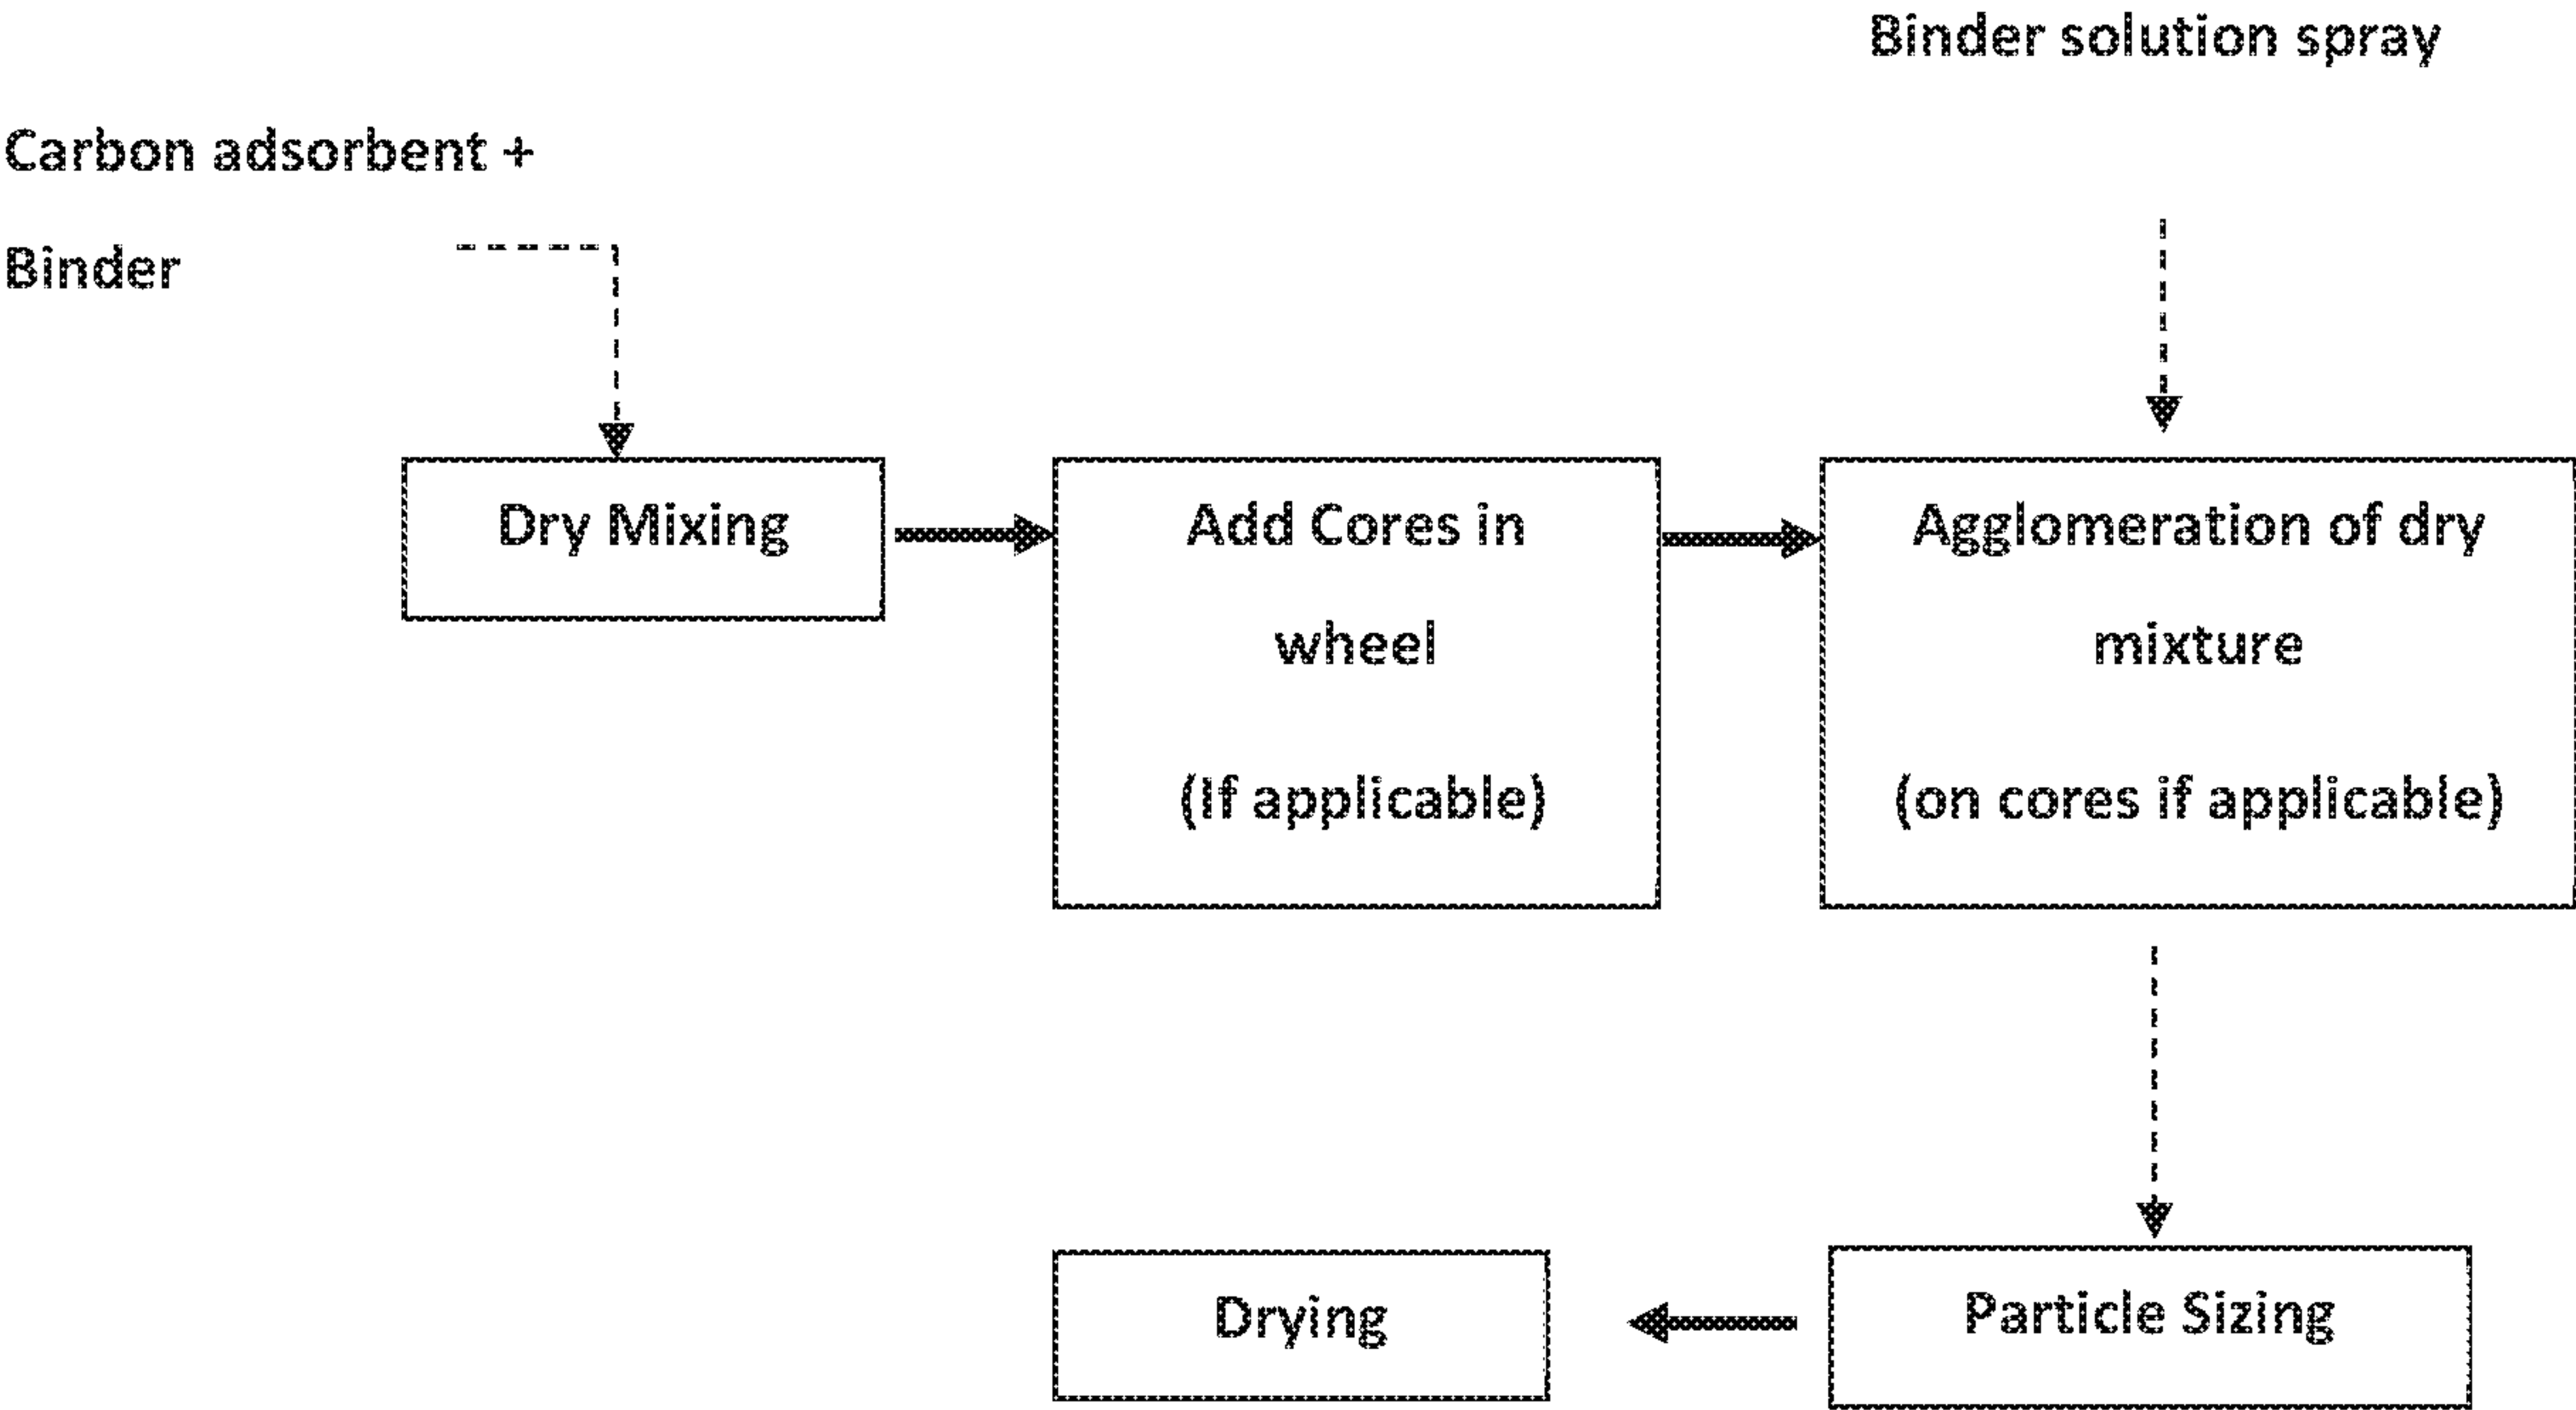 Binder solution spray
Carbon adsorbent +
Binder
Dry Mixing
Add Cores in
wheel
(If applicable)
Agglomeration of dry
mixture
(on cores if applicable)
Drying
Particle Sizing